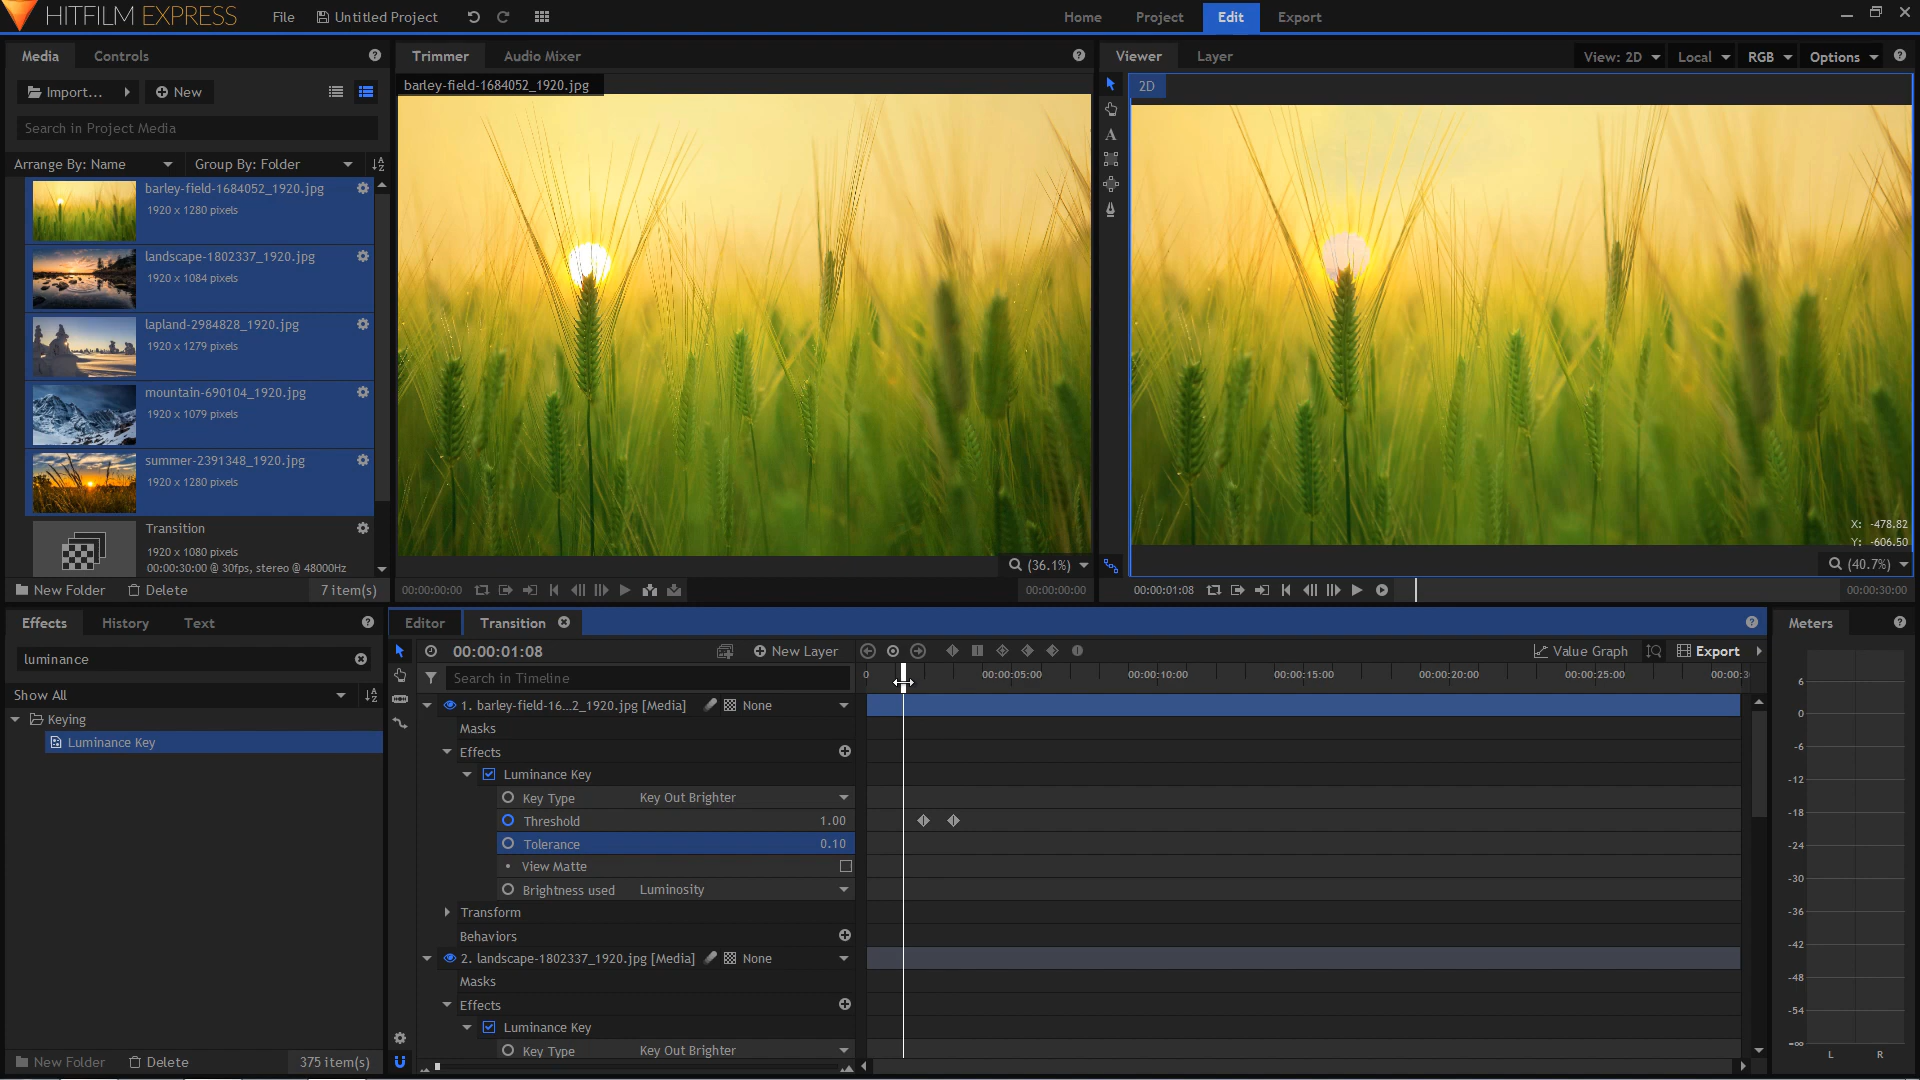 HITFILM EXPRESS
File
Untitled Project
Home
Project
Edit
Export
Media
Controls
Import...
New
Search in Project Media
Arrange By: Name
Group By: Folder
barley-field-1684052_1920.jpg
1920 x 1280 pixels
landscape-1802337_1920.jpg
1920 x 1084 pixels
lapland-2984828_1920.jpg
1920 x 1279 pixels
mountain-690104_1920.jpg
1920 x 1079 pixels
summer-2391348_1920.jpg
1920 x 1280 pixels
Transition
1920 x 1080 pixels
00:00:30:00 @ 30fps, stereo @ 48000Hz
New Folder
Delete
7 item(s)
Trimmer
Audio Mixer
barley-field-1684052_1920.jpg
(36.1%)
00:00:00:00
00:00:00:00
Viewer
Layer
View: 2D
Local
RGB
Options
2D
A
X: -478.82
Y: -606.50
(40.7%)
00:00:01:08
00:00:30:00
Effects
History
Text
luminance
Show All
Keying
Luminance Key
New Folder
Delete
375 item(s)
Editor
Transition
00:00:01:08
New Layer
Value Graph
Export
Search in Timeline
0
00:00:05:00
00:00:10:00
00:00:15:00
00:00:20:00
00:00:25:00
00:00:3
1. barley-field-16...2_1920.jpg [Media]
None
Masks
Effects
Luminance Key
Key Type
Key Out Brighter
Threshold
1.00
Tolerance
0.10
View Matte
Brightness used
Luminosity
Transform
Behaviors
2. landscape-1802337_1920.jpg [Media]
None
Masks
Effects
Luminance Key
Key Type
Key Out Brighter
Meters
6
0
-6
-12
-18
-24
-30
-36
-42
-48
-54
-∞
L
R